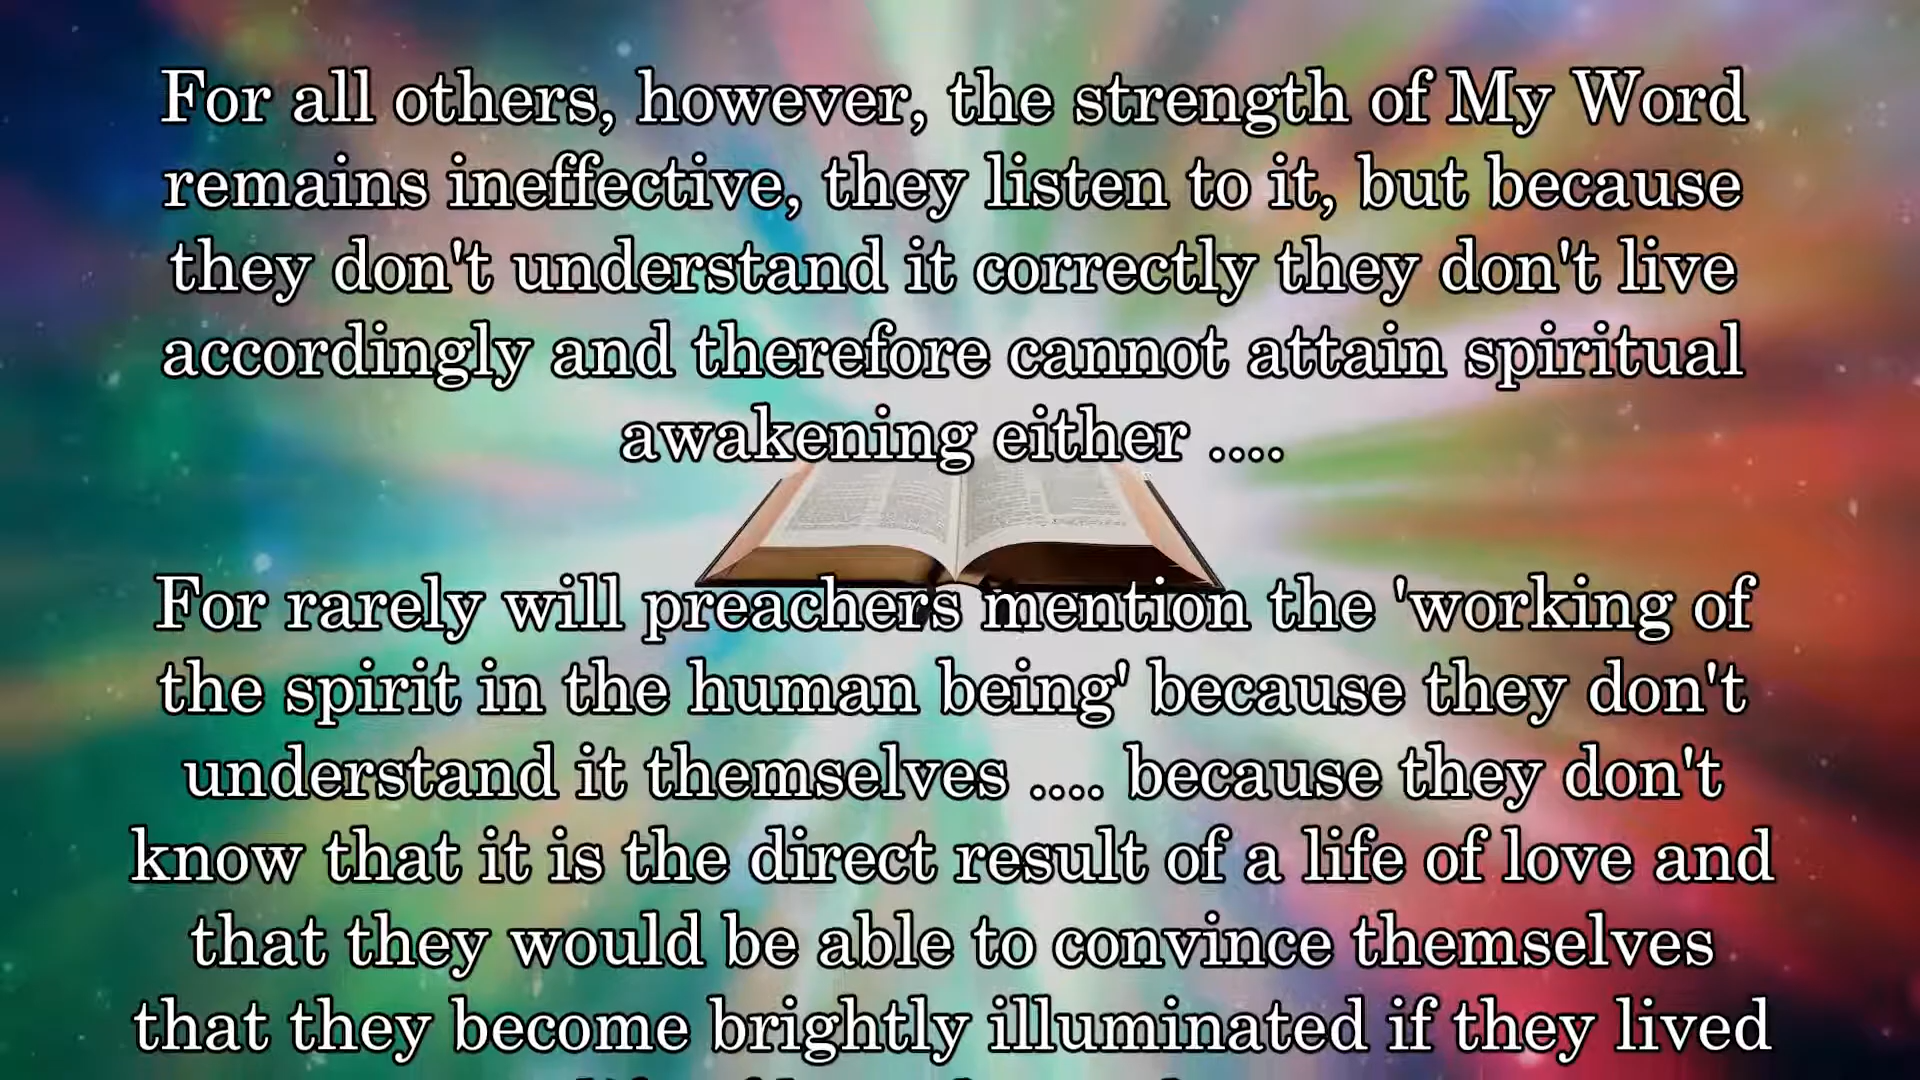 For all others, however, the strength of My Word
remains ineffective, they listen to it, but because
they don't understand it correctly they don't live
accordingly and therefore cannot attain spiritual
awakening either ....
For rarely will preachers mention the 'working of
the spirit in the human being' because they don't
understand it themselves .... because they don't
know that it is the direct result of a life of love and
that they would be able to convince themselves
that they become brightly illuminated if they lived